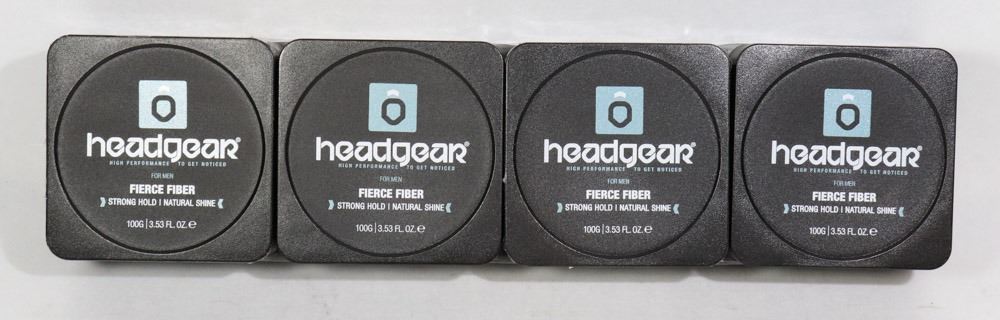 headgear®
HIGH PERFORMANCE TO GET NOTICED
FOR MEN
FIERCE FIBER
STRONG HOLD | NATURAL SHINE
100G | 3.53 FL. OZ. ℮
headgear®
HIGH PERFORMANCE TO GET NOTICED
FOR MEN
FIERCE FIBER
STRONG HOLD | NATURAL SHINE
100G | 3.53 FL. OZ. ℮
headgear®
HIGH PERFORMANCE TO GET NOTICED
FOR MEN
FIERCE FIBER
STRONG HOLD | NATURAL SHINE
100G | 3.53 FL. OZ. ℮
headgear®
HIGH PERFORMANCE TO GET NOTICED
FOR MEN
FIERCE FIBER
STRONG HOLD | NATURAL SHINE
100G | 3.53 FL. OZ. ℮